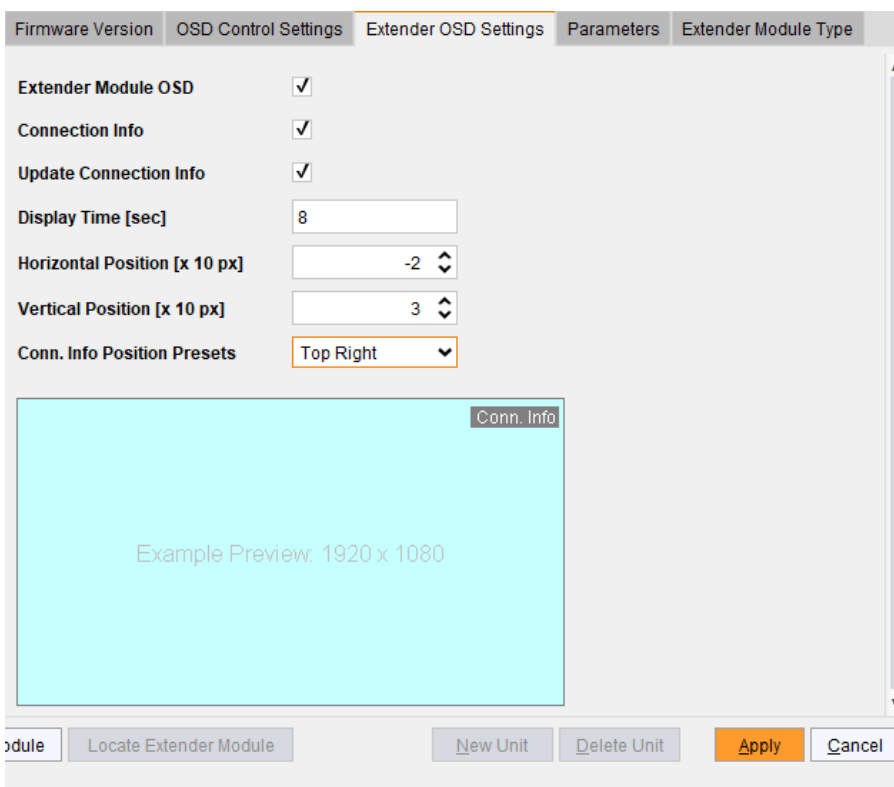 Firmware Version OSD Control Settings Extender OSD Settings Parameters Extender Module Type
Extender Module OSD
Connection Info
Update Connection Info
Display Time [sec] 8
Horizontal Position [x 10 px] -2
Vertical Position [x 10 px] 3
Conn. Info Position Presets Top Right
Conn. Info
Example Preview: 1920 x 1080
Locate Extender Module New Unit Delete Unit Apply Cancel